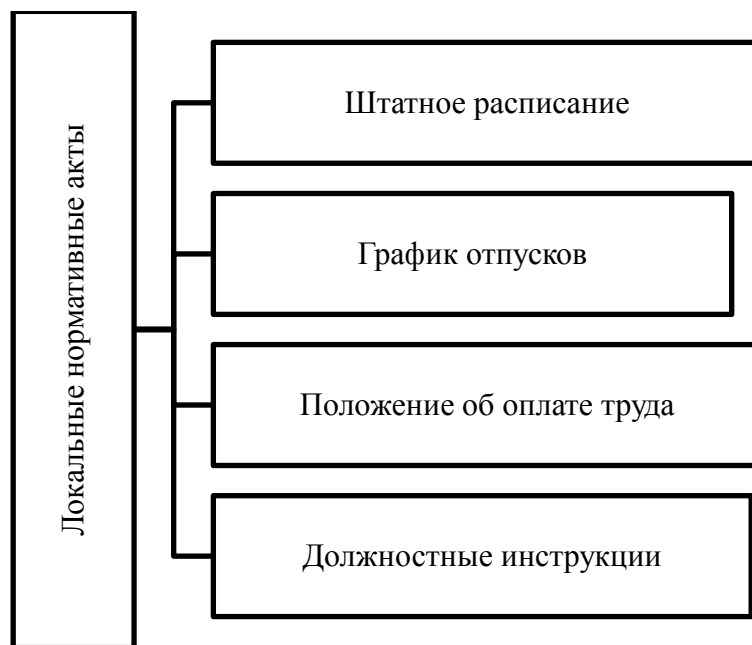 Локальные нормативные акты
Штатное расписание
График отпусков
Положение об оплате труда
Должностные инструкции